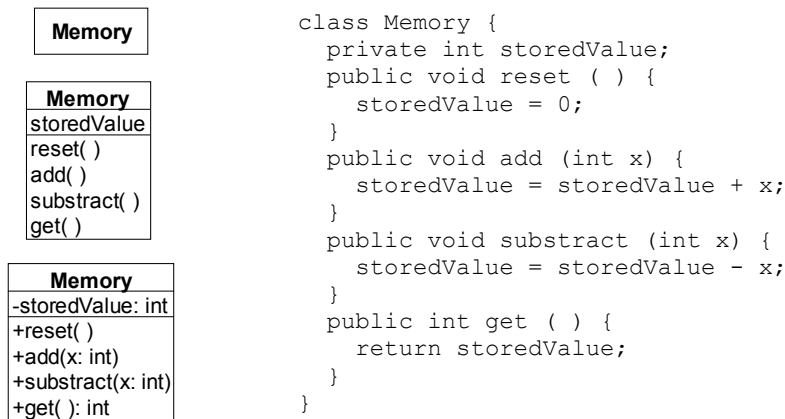 Memory
Memory
storedValue
reset( )
add( )
substract( )
get( )
Memory
-storedValue: int
+reset( )
+add(x: int)
+substract(x: int)
+get( ): int
class Memory {
private int storedValue;
public void reset ( ) {
storedValue = 0;
}
public void add (int x) {
storedValue = storedValue + x;
}
public void substract (int x) {
storedValue = storedValue - x;
}
public int get ( ) {
return storedValue;
}
}